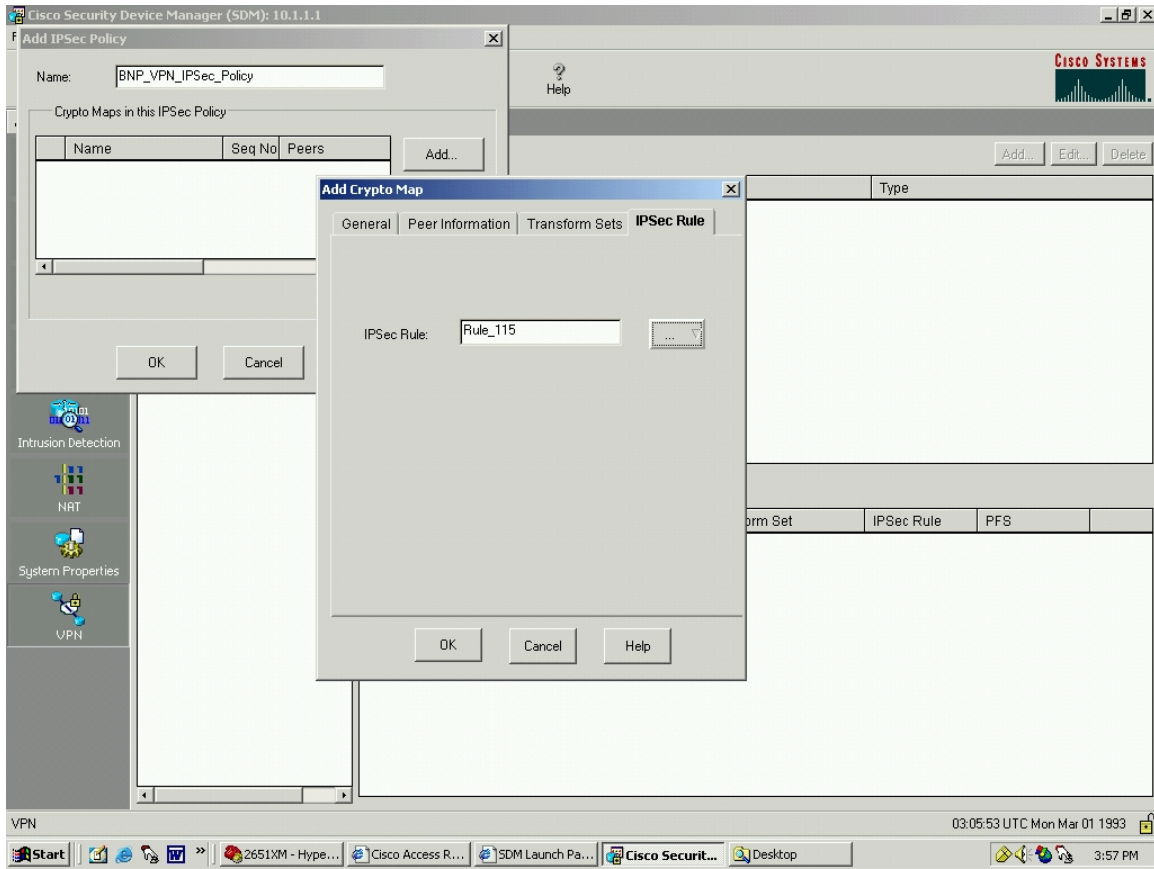 Cisco Security Device Manager (SDM): 10.1.1.1
F
Add IPSec Policy
Name: BNP_VPN_IPSec_Policy
Help
CISCO SYSTEMS
Crypto Maps in this IPSec Policy
Name Seq No Peers
Add...
Add... Edit... Delete
Add Crypto Map
Type
General Peer Information Transform Sets IPSec Rule
IPSec Rule: Rule_115 ...
OK Cancel
Intrusion Detection
NAT
orm Set IPSec Rule PFS
System Properties
VPN
OK Cancel Help
VPN
03:05:53 UTC Mon Mar 01 1993
Start » 2651XM - Hype... Cisco Access R... SDM Launch Pa... Cisco Securit... Desktop 3:57 PM